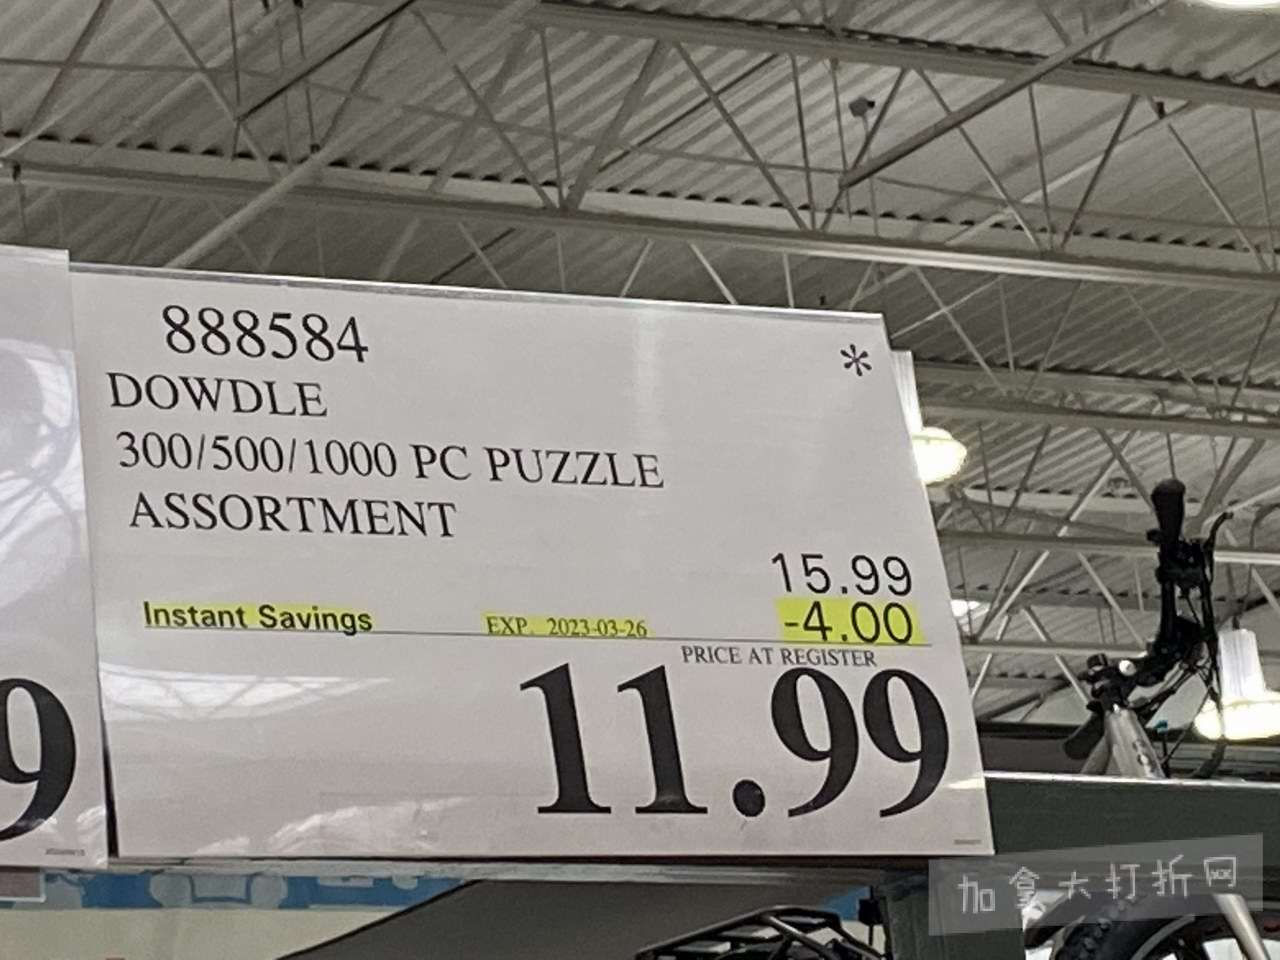 888584
*
DOWDLE
300/500/1000 PC PUZZLE
ASSORTMENT
15.99
Instant Savings EXP. 2023-03-26 -4.00
PRICE AT REGISTER
11.99
9
加拿大打折网